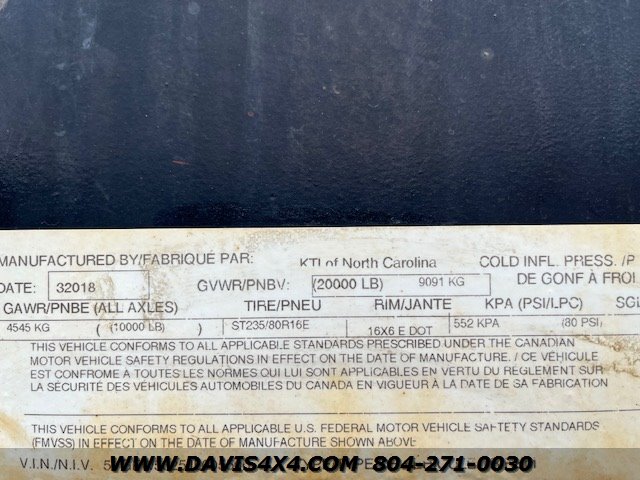 MANUFACTURED BY/FABRIQUÉ PAR: KTI of North Carolina COLD INFL. PRESS. /P
DATE: 32018 GVWR/PNBV: (20000 LB) 9091 KG DE GONF A FROI
GAWR/PNBE (ALL AXLES) TIRE/PNEU RIM/JANTE KPA (PSI/LPC) SGL
4545 KG ( (10000 LB) ) ST235/80R16E 16X6 E DOT 552 KPA (80 PSI)
THIS VEHICLE CONFORMS TO ALL APPLICABLE STANDARDS PRESCRIBED UNDER THE CANADIAN
MOTOR VEHICLE SAFETY REGULATIONS IN EFFECT ON THE DATE OF MANUFACTURE. / CE VÉHICULE
EST CONFROME A TOUTES LES NORMES QUI LUI SONT APPLICABLES EN VERTU DU RÈGLEMENT SUR
LA SÉCURITÉ DES VÉHICULES AUTOMOBILES DU CANADA EN VIGUEUR À LA DATE DE SA FABRICATION
THIS VEHICLE CONFORMS TO ALL APPLICABLE U.S. FEDERAL MOTOR VEHICLE SAFETY STANDARDS
(FMVSS) IN EFFECT ON THE DATE OF MANUFACTURE SHOWN ABOVE
V.I.N./N.I.V.
WWW.DAVIS4X4.COM 804-271-0030